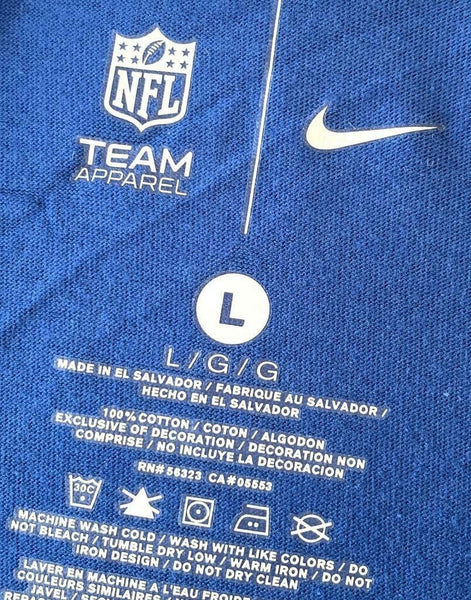 NFL
TEAM
APPAREL
L
L/G/G
MADE IN EL SALVADOR / FABRIQUE AU SALVADOR /
HECHO EN EL SALVADOR
100% COTTON / COTON / ALGODON
EXCLUSIVE OF DECORATION / DECORATION NON
COMPRISE / NO INCLUYE LA DECORACION
RN# 56323 CA# 05553
30C
MACHINE WASH COLD / WASH WITH LIKE COLORS / DO
NOT BLEACH / TUMBLE DRY LOW / WARM IRON / DO NOT
IRON DESIGN / DO NOT DRY CLEAN
LAVER EN MACHINE A L'EAU FROIDE
COULEURS SIMILAIRES
JAVEL